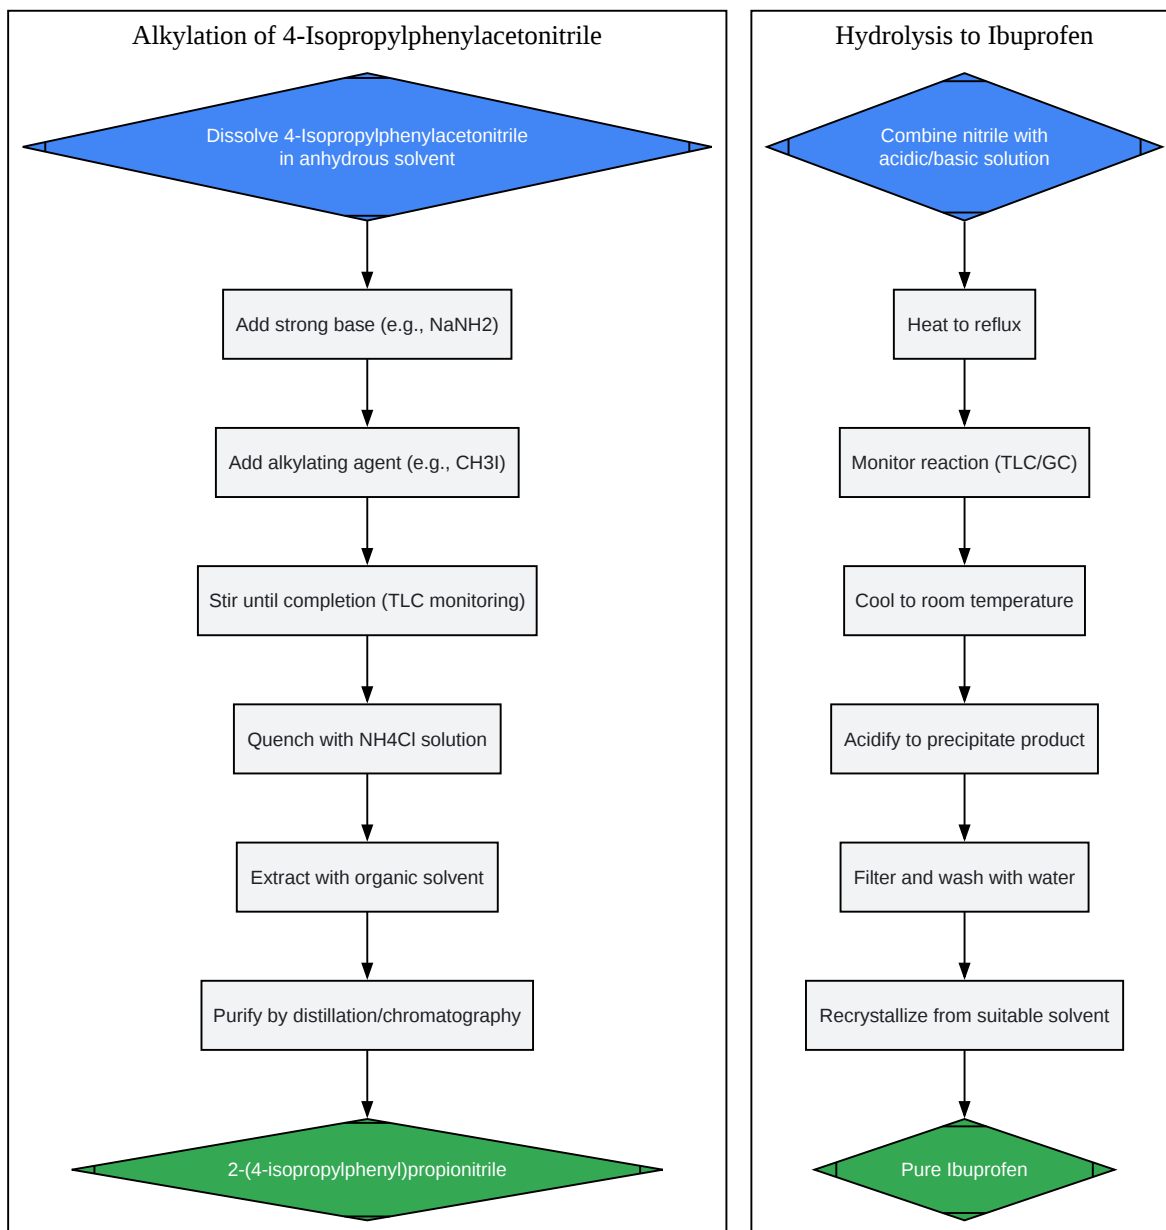 Alkylation of 4-Isopropylphenylacetonitrile
Dissolve 4-Isopropylphenylacetonitrile
in anhydrous solvent
Add strong base (e.g., NaNH2)
Add alkylating agent (e.g., CH3I)
Stir until completion (TLC monitoring)
Quench with NH4Cl solution
Extract with organic solvent
Purify by distillation/chromatography
2-(4-isopropylphenyl)propionitrile
Hydrolysis to Ibuprofen
Combine nitrile with
acidic/basic solution
Heat to reflux
Monitor reaction (TLC/GC)
Cool to room temperature
Acidify to precipitate product
Filter and wash with water
Recrystallize from suitable solvent
Pure Ibuprofen